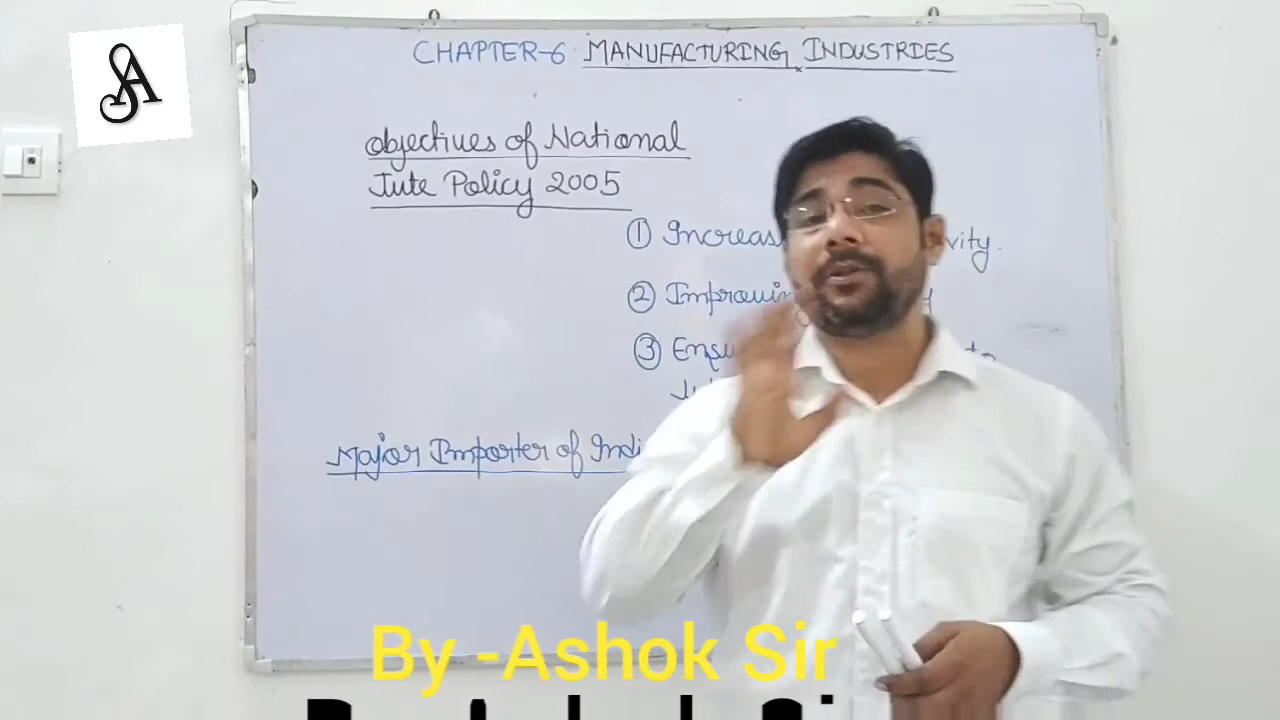 CHAPTER-6 MANUFACTURING INDUSTRIES
Objectives of National
Jute Policy 2005
① Increas vity.
② Improving
③ Ensu
Major Importer of Indi
By -Ashok Sir